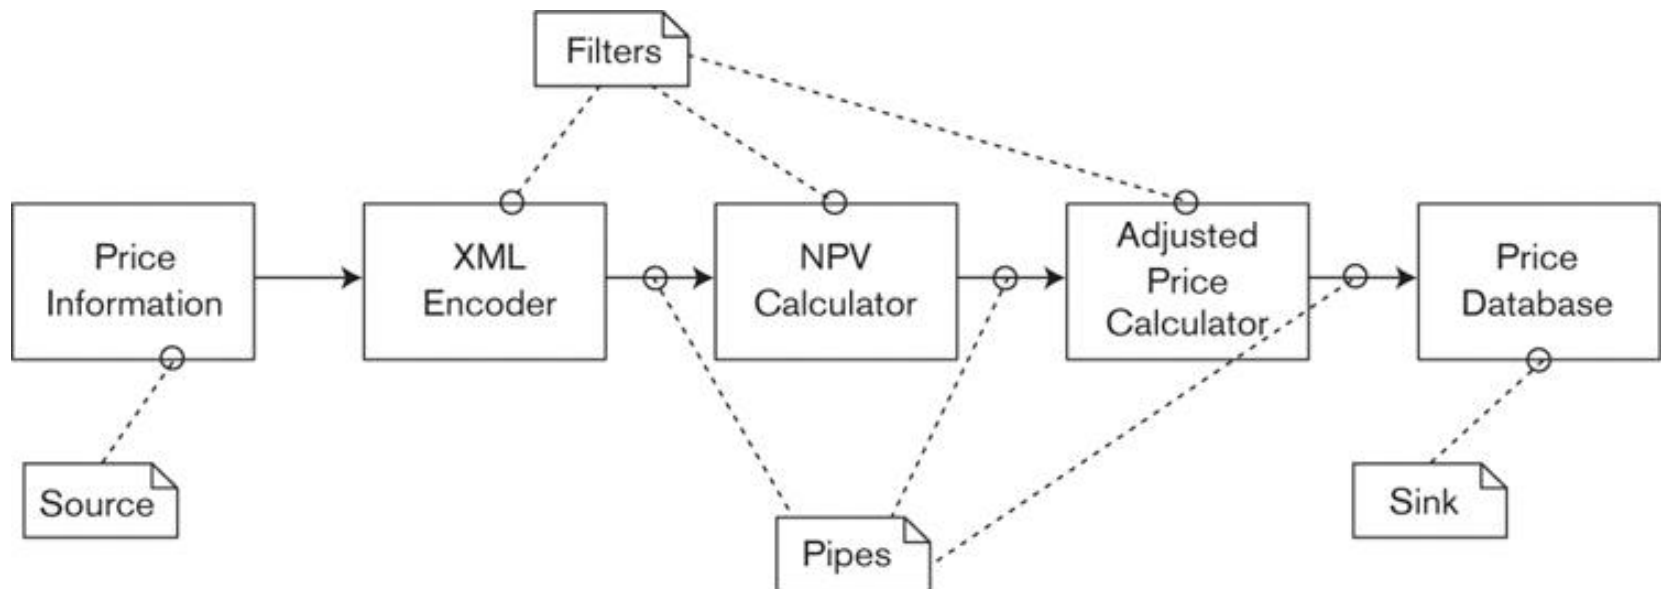 Filters
Price
Information
XML
Encoder
NPV
Calculator
Adjusted
Price
Calculator
Price
Database
Source
Pipes
Sink